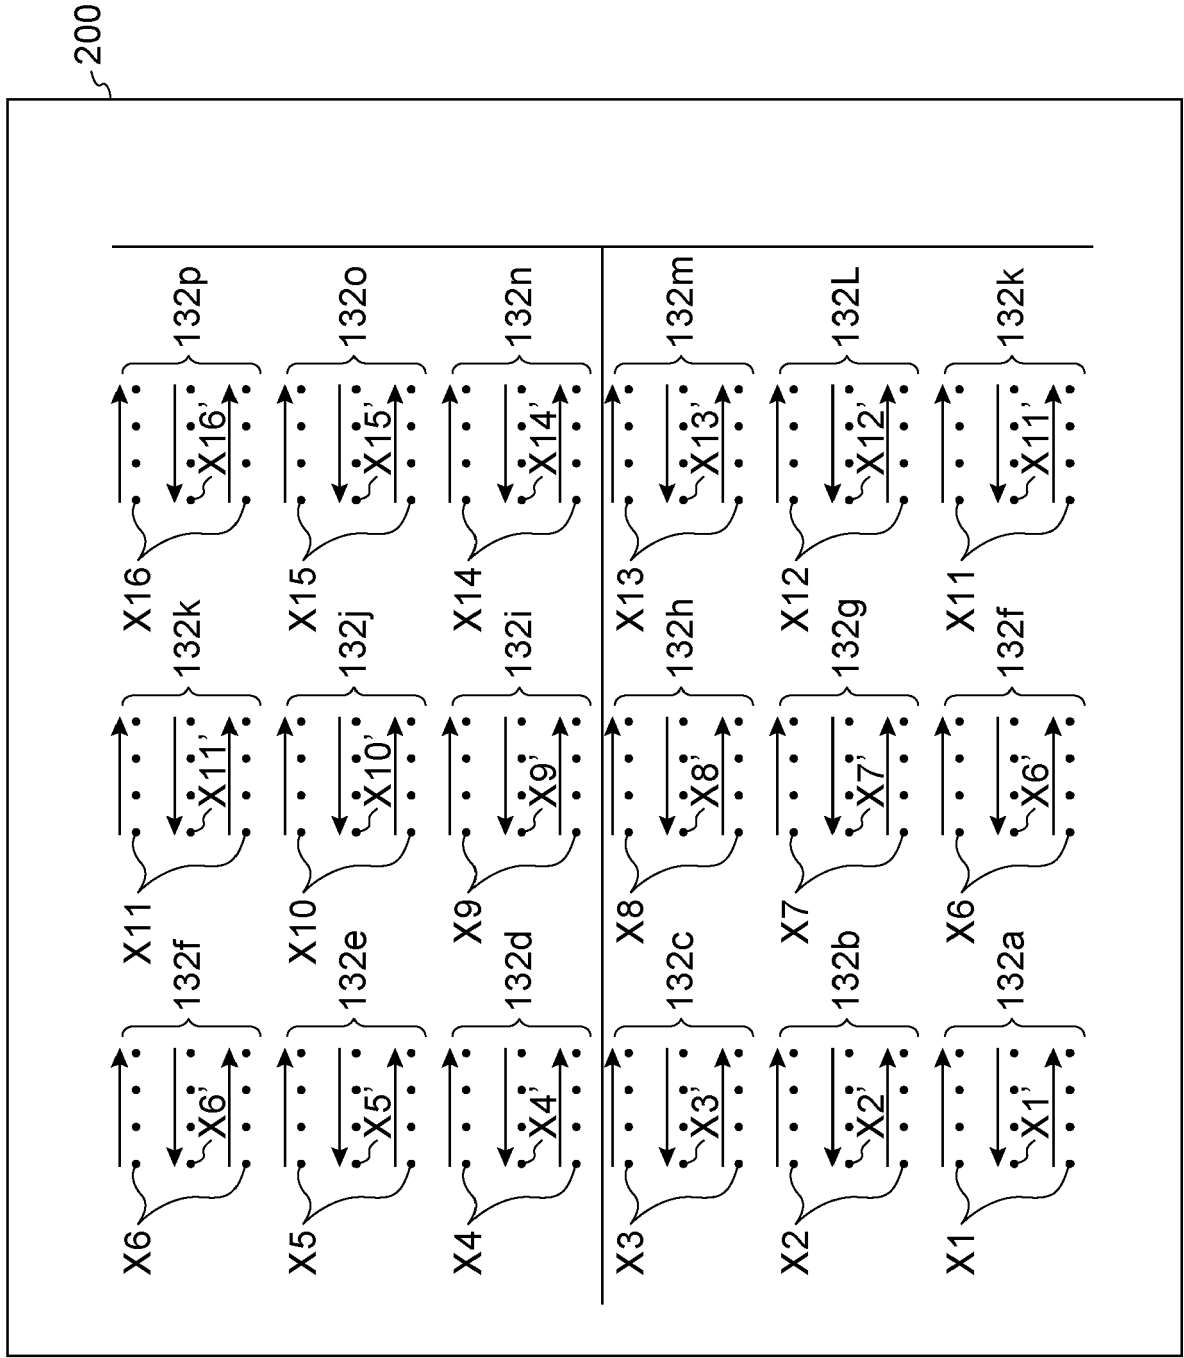 200
132p
132o
132n
132m
132L
132k
X16'
X15'
X14'
X13'
X12'
X11'
X16
X15
X14
X13
X12
X11
132k
132j
132i
132h
132g
132f
X11'
X10'
X9'
X8'
X7'
X6'
X11
X10
X9
X8
X7
X6
132f
132e
132d
132c
132b
132a
X6'
X5'
X4'
X3'
X2'
X1'
X6
X5
X4
X3
X2
X1